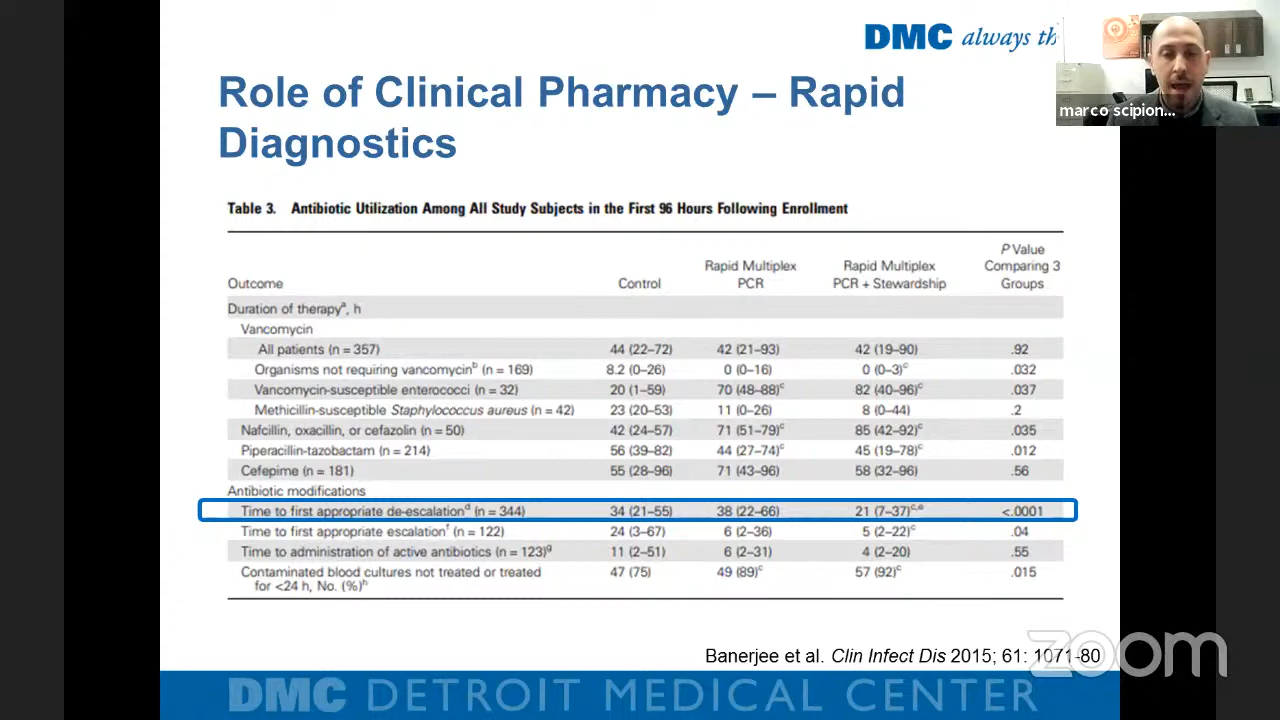 DMC always th
marco scipion...
Role of Clinical Pharmacy – Rapid
Diagnostics
Table 3. Antibiotic Utilization Among All Study Subjects in the First 96 Hours Following Enrollment
Outcome Control Rapid Multiplex PCR Rapid Multiplex PCR + Stewardship P Value Comparing 3 Groups
Duration of therapyᵃ, h
Vancomycin
All patients (n = 357) 44 (22–72) 42 (21–93) 42 (19–90) .92
Organisms not requiring vancomycinᵇ (n = 169) 8.2 (0–26) 0 (0–16) 0 (0–3)ᶜ .032
Vancomycin-susceptible enterococci (n = 32) 20 (1–59) 70 (48–88)ᶜ 82 (40–96)ᶜ .037
Methicillin-susceptible Staphylococcus aureus (n = 42) 23 (20–53) 11 (0–26) 8 (0–44) .2
Nafcillin, oxacillin, or cefazolin (n = 50) 42 (24–57) 71 (51–79)ᶜ 85 (42–92)ᶜ .035
Piperacillin-tazobactam (n = 214) 56 (39–82) 44 (27–74)ᶜ 45 (19–78)ᶜ .012
Cefepime (n = 181) 55 (28–96) 71 (43–96) 58 (32–96) .56
Antibiotic modifications
Time to first appropriate de-escalationᵈ (n = 344) 34 (21–55) 38 (22–66) 21 (7–37)ᶜ,ᵉ <.0001
Time to first appropriate escalationᶠ (n = 122) 24 (3–67) 6 (2–36) 5 (2–22)ᶜ .04
Time to administration of active antibiotics (n = 123)ᵍ 11 (2–51) 6 (2–31) 4 (2–20) .55
Contaminated blood cultures not treated or treated 47 (75) 49 (89)ᶜ 57 (92)ᶜ .015
for <24 h, No. (%)ʰ
Banerjee et al. Clin Infect Dis 2015; 61: 1071-80
zoom
DMC DETROIT MEDICAL CENTER